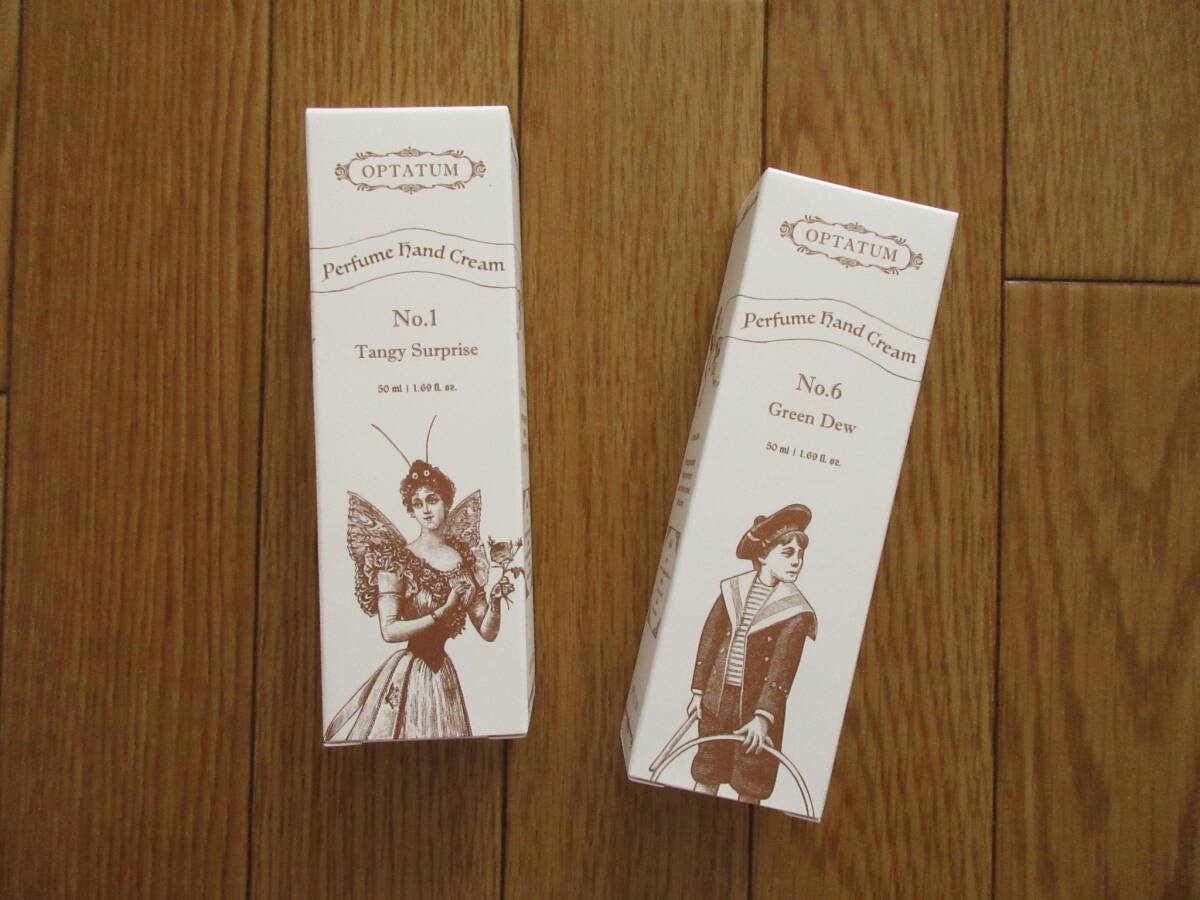 OPTATUM
Perfume Hand Cream
No.1
Tangy Surprise
50 ml | 1.69 fl. oz.
OPTATUM
Perfume Hand Cream
No.6
Green Dew
50 ml | 1.69 fl. oz.